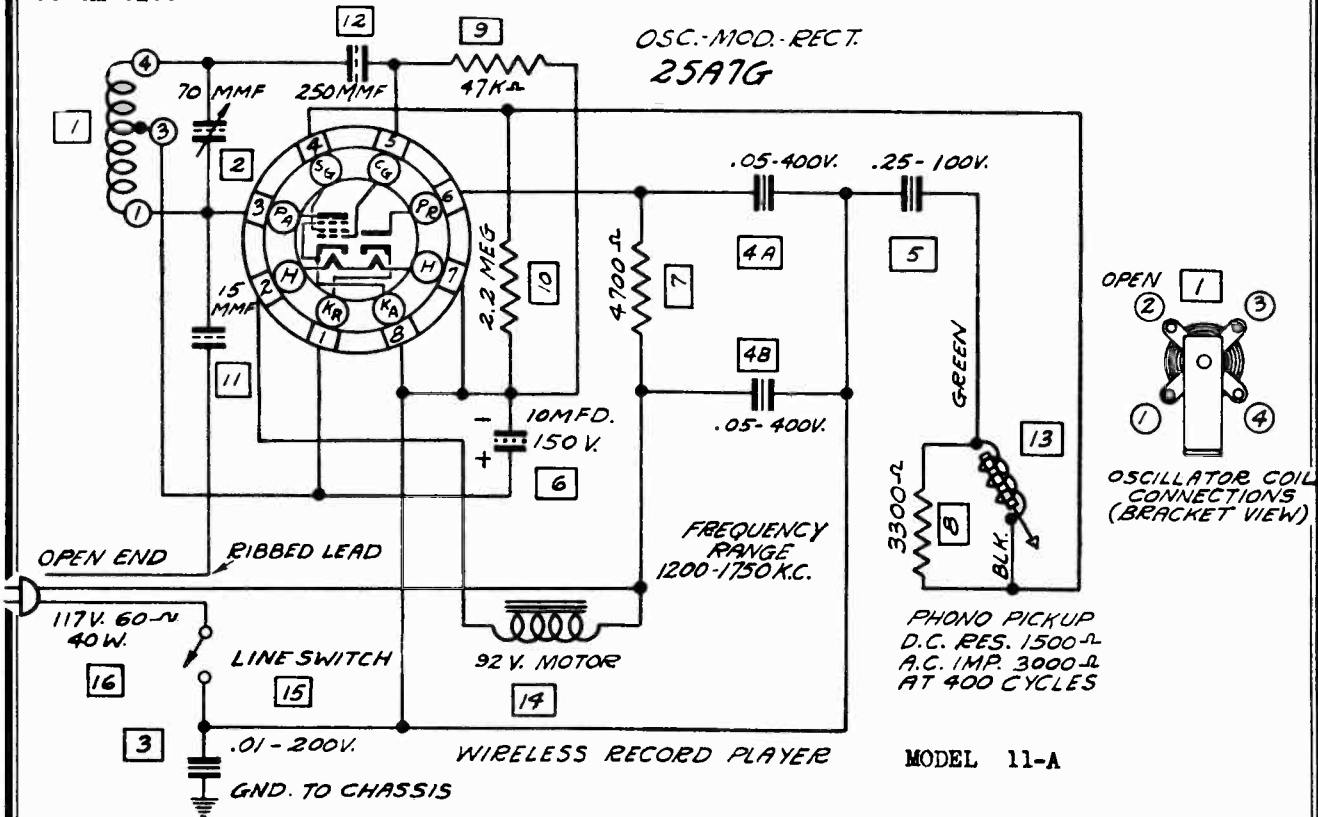 12
9
OSC.-MOD.-RECT.
25A7G
4
70 MMF
250MMF
47KΩ
1
3
2
4
5
SG
CG
.05-400V.
.25-100V.
1
3
PA
PR
6
4A
5
2.2 MEG
10
4700Ω
7
OPEN
1
2
3
H
H
2
7
15
MMF
KR
KA
1
8
4B
11
GREEN
1
4
-
10MFD.
150 V.
+
.05-400V.
13
OSCILLATOR COIL
CONNECTIONS
(BRACKET VIEW)
6
3300Ω
8
BLK.
FREQUENCY
RANGE
1200-1750 K.C.
OPEN END
RIBBED LEAD
117V. 60~
40W.
PHONO PICKUP
D.C. RES. 1500Ω
A.C. IMP. 3000Ω
AT 400 CYCLES
LINE SWITCH
92 V. MOTOR
16
15
14
3
.01-200V.
WIRELESS RECORD PLAYER
MODEL 11-A
GND. TO CHASSIS